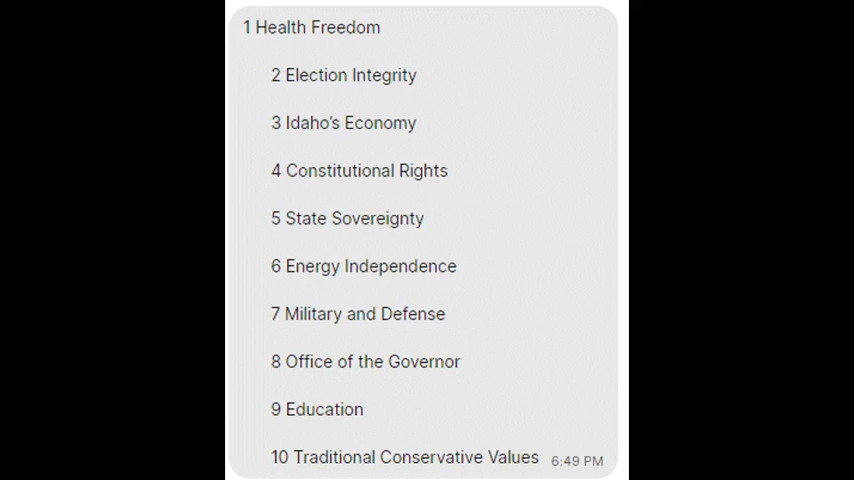 1 Health Freedom
2 Election Integrity
3 Idaho's Economy
4 Constitutional Rights
5 State Sovereignty
6 Energy Independence
7 Military and Defense
8 Office of the Governor
9 Education
10 Traditional Conservative Values 6:49 PM